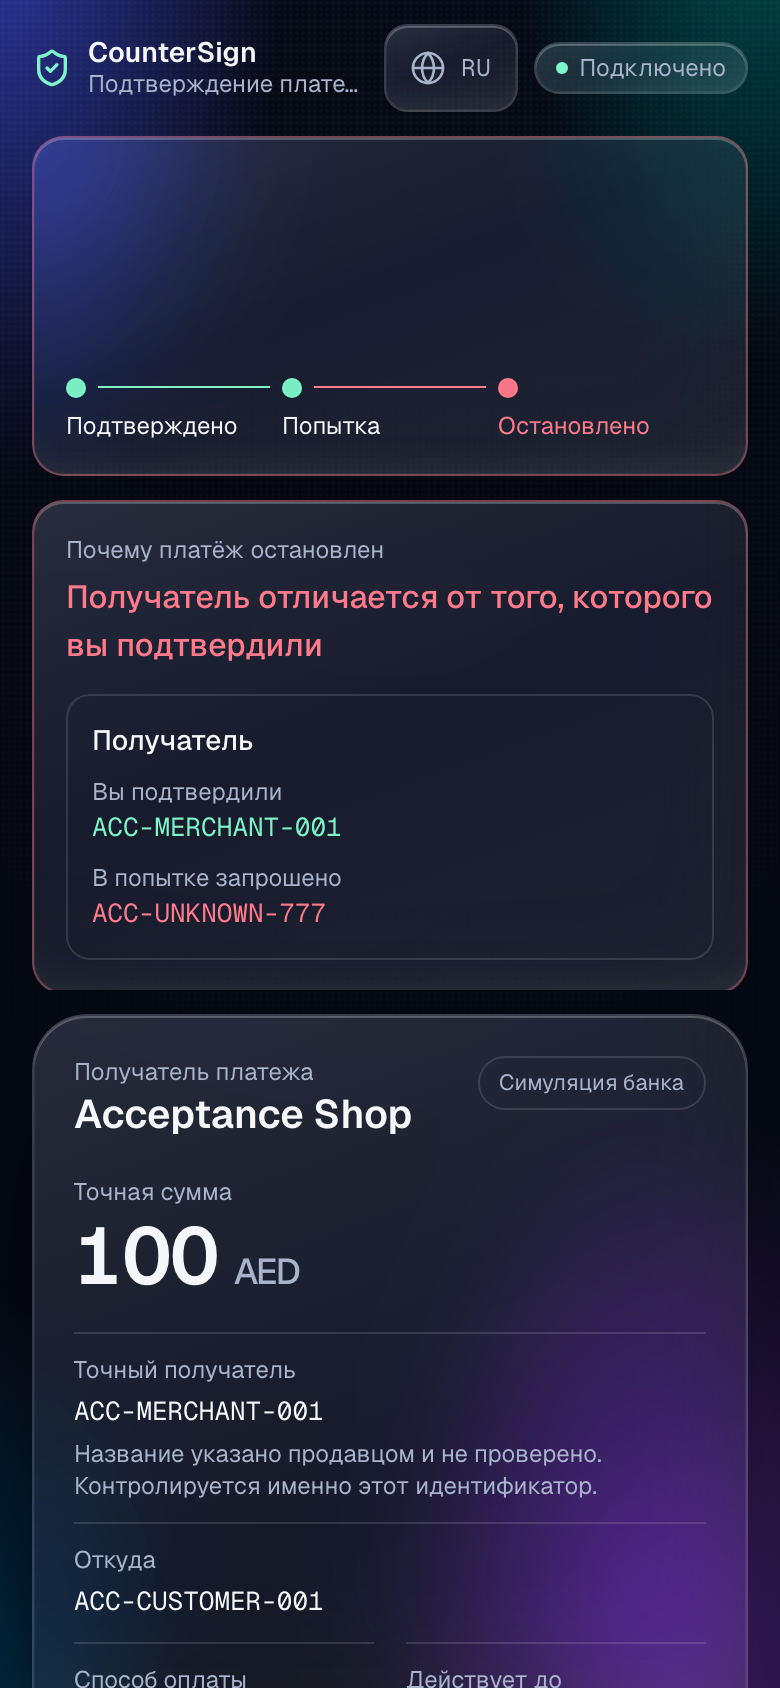 CounterSign
Подтверждение плате...
RU
Подключено
Подтверждено
Попытка
Остановлено
Почему платёж остановлен
Получатель отличается от того, которого
вы подтвердили
Получатель
Вы подтвердили
ACC-MERCHANT-001
В попытке запрошено
ACC-UNKNOWN-777
Получатель платежа
Симуляция банка
Acceptance Shop
Точная сумма
100 AED
Точный получатель
ACC-MERCHANT-001
Название указано продавцом и не проверено.
Контролируется именно этот идентификатор.
Откуда
ACC-CUSTOMER-001
Способ оплаты
Действует до